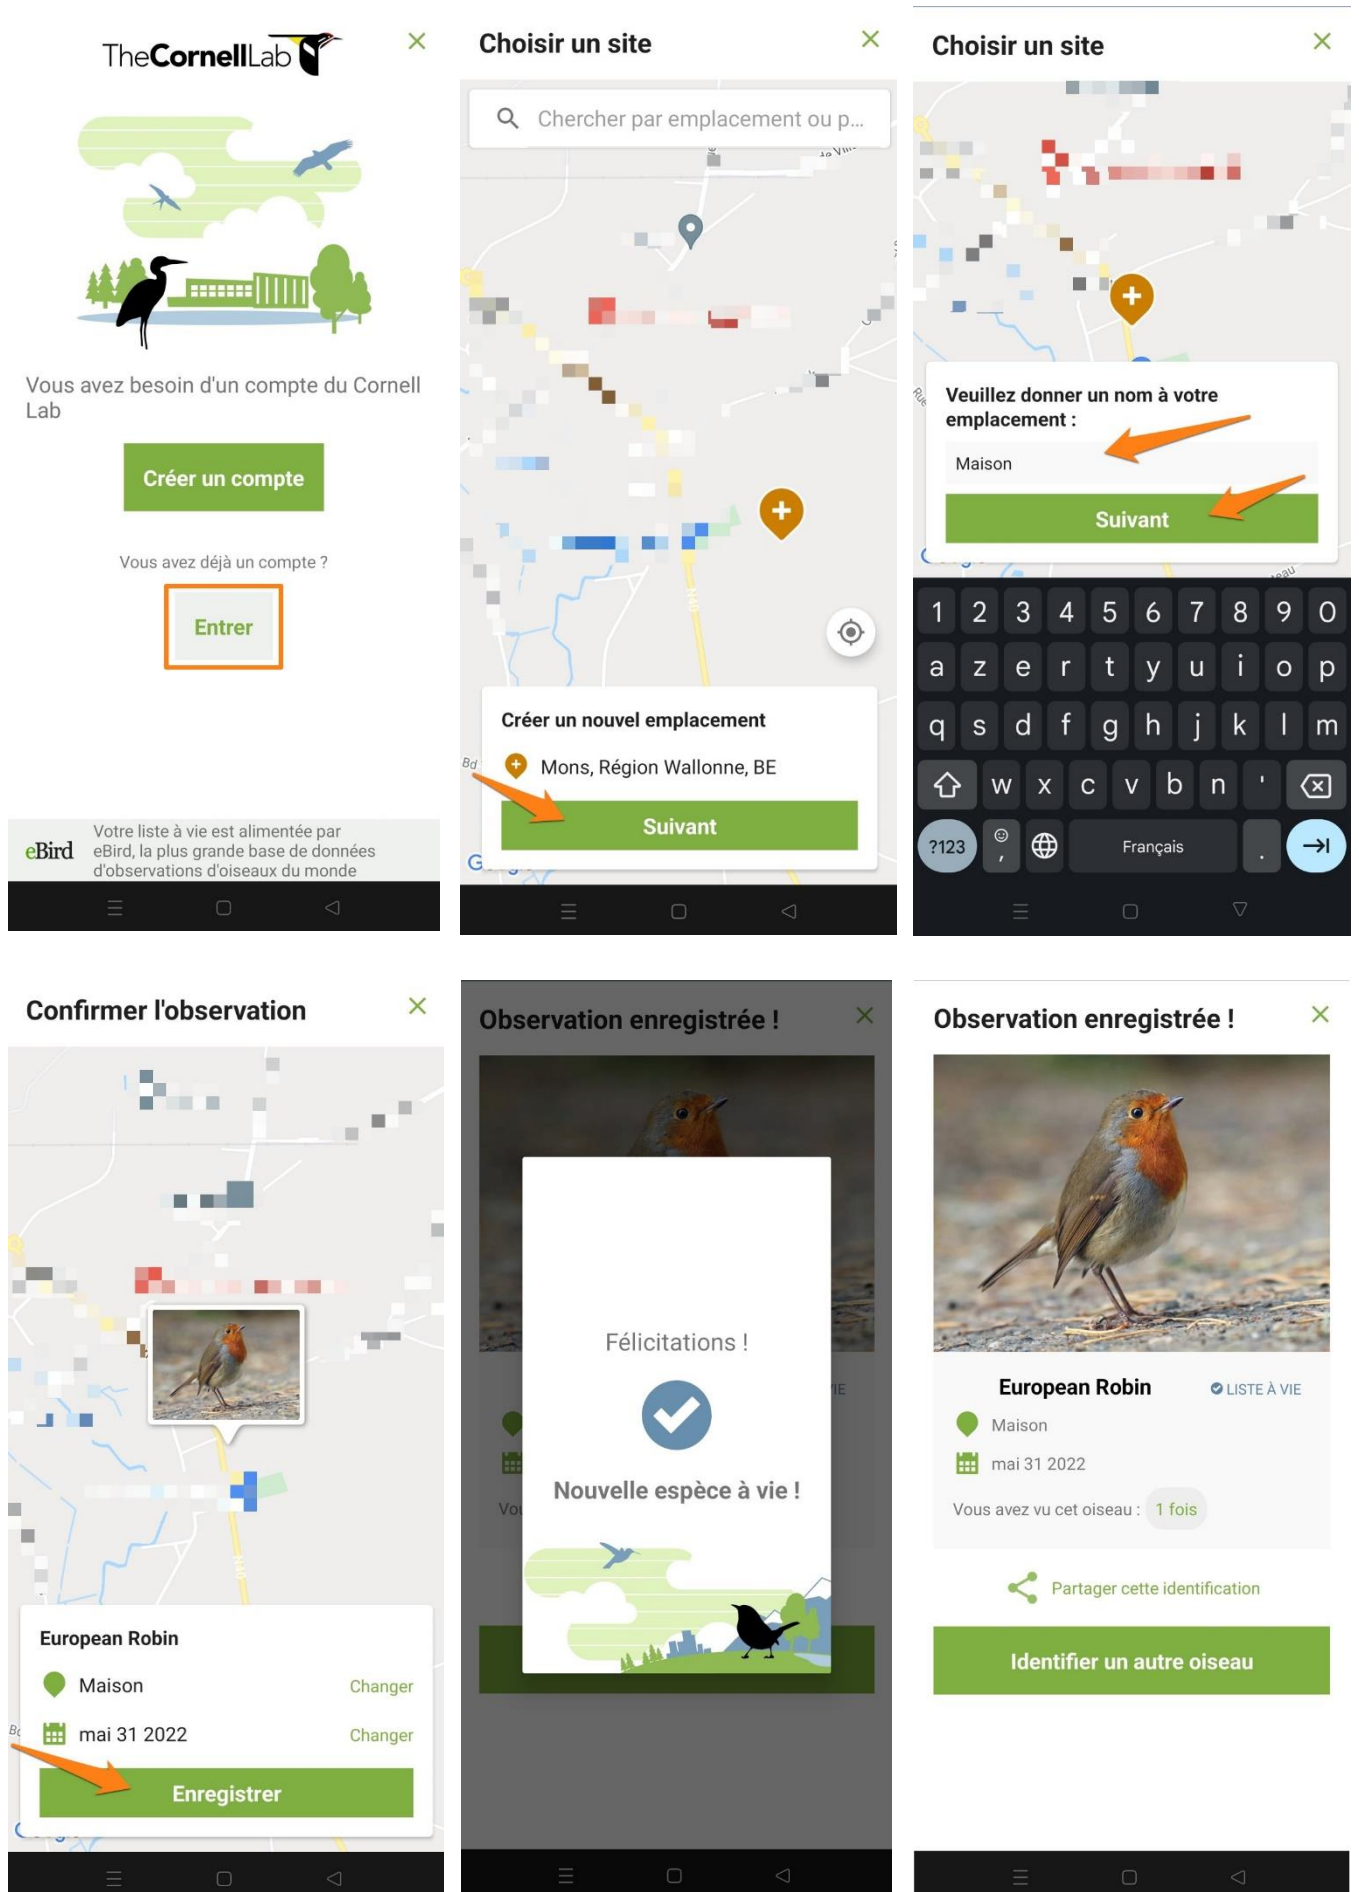 TheCornellLab
Vous avez besoin d'un compte du Cornell
Lab
Créer un compte
Vous avez déjà un compte ?
Entrer
eBird
Votre liste à vie est alimentée par
eBird, la plus grande base de données
d'observations d'oiseaux du monde
Choisir un site
Chercher par emplacement ou p...
N40
Créer un nouvel emplacement
Bd
Mons, Région Wallonne, BE
Suivant
Choisir un site
Veuillez donner un nom à votre
emplacement :
Maison
Suivant
1 2 3 4 5 6 7 8 9 0
a z e r t y u i o p
q s d f g h j k l m
w x c v b n '
?123 , Français .
Confirmer l'observation
N40
European Robin
Maison Changer
mai 31 2022 Changer
Enregistrer
Observation enregistrée !
Félicitations !
Nouvelle espèce à vie !
Observation enregistrée !
European Robin LISTE À VIE
Maison
mai 31 2022
Vous avez vu cet oiseau : 1 fois
Partager cette identification
Identifier un autre oiseau